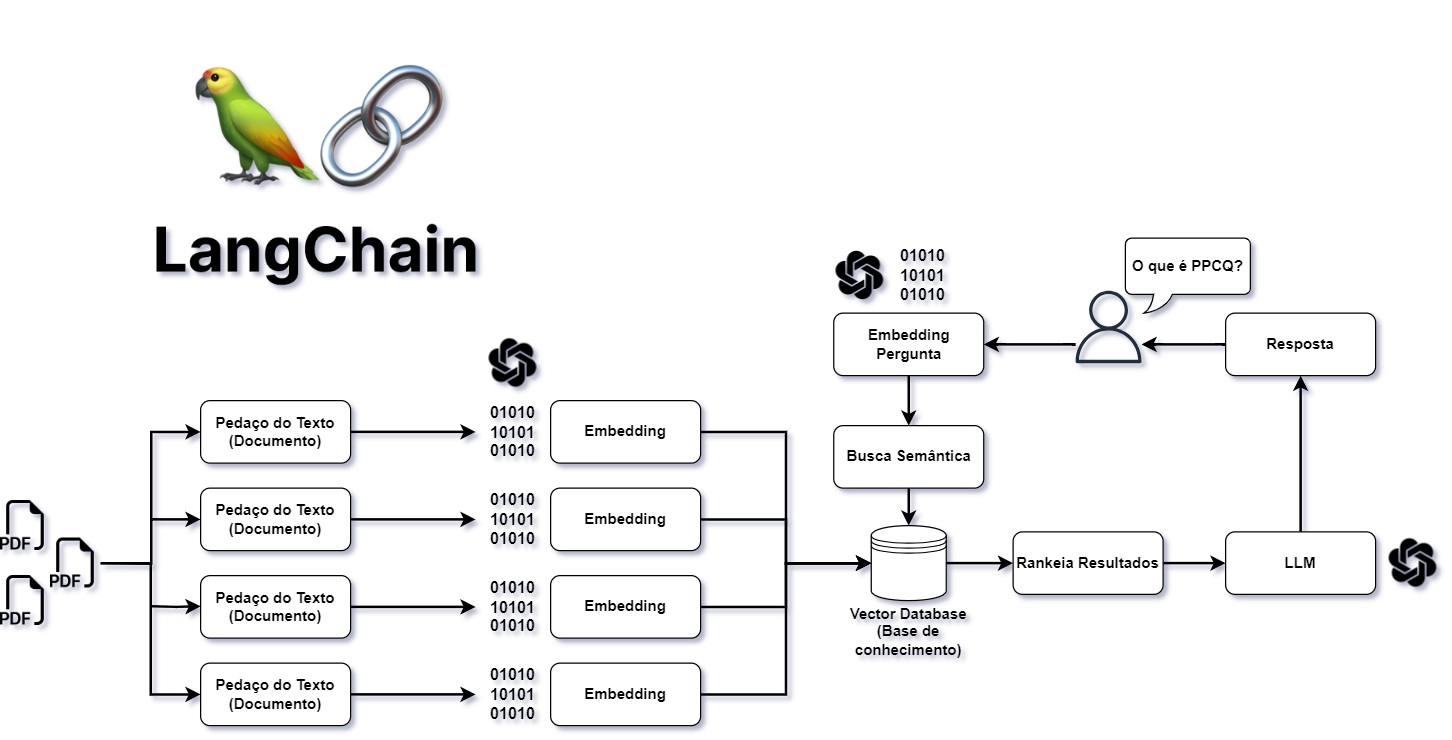 LangChain
01010
10101
01010
O que é PPCQ?
Embedding
Pergunta
Resposta
Busca Semântica
Pedaço do Texto
(Documento)
01010
10101
01010
Embedding
Pedaço do Texto
(Documento)
01010
10101
01010
Embedding
PDF
PDF
PDF
Pedaço do Texto
(Documento)
01010
10101
01010
Embedding
Pedaço do Texto
(Documento)
01010
10101
01010
Embedding
Vector Database
(Base de
conhecimento)
Rankeia Resultados
LLM